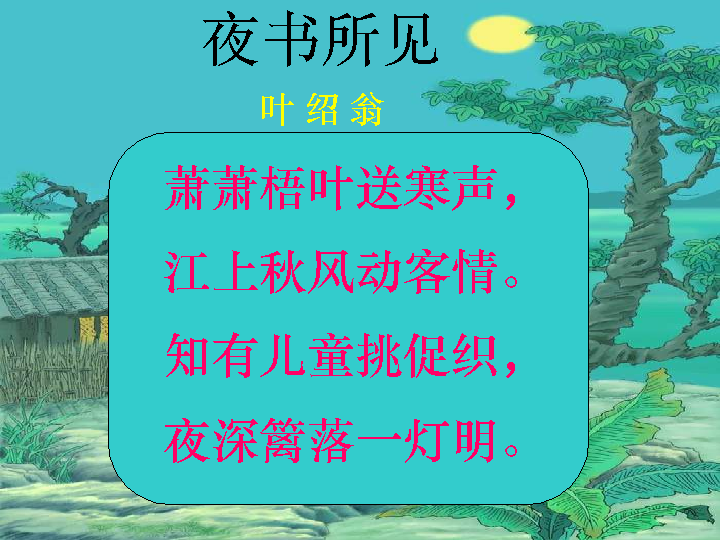 夜书所见
叶绍翁
萧萧梧叶送寒声，
江上秋风动客情。
知有儿童挑促织，
夜深篱落一灯明。